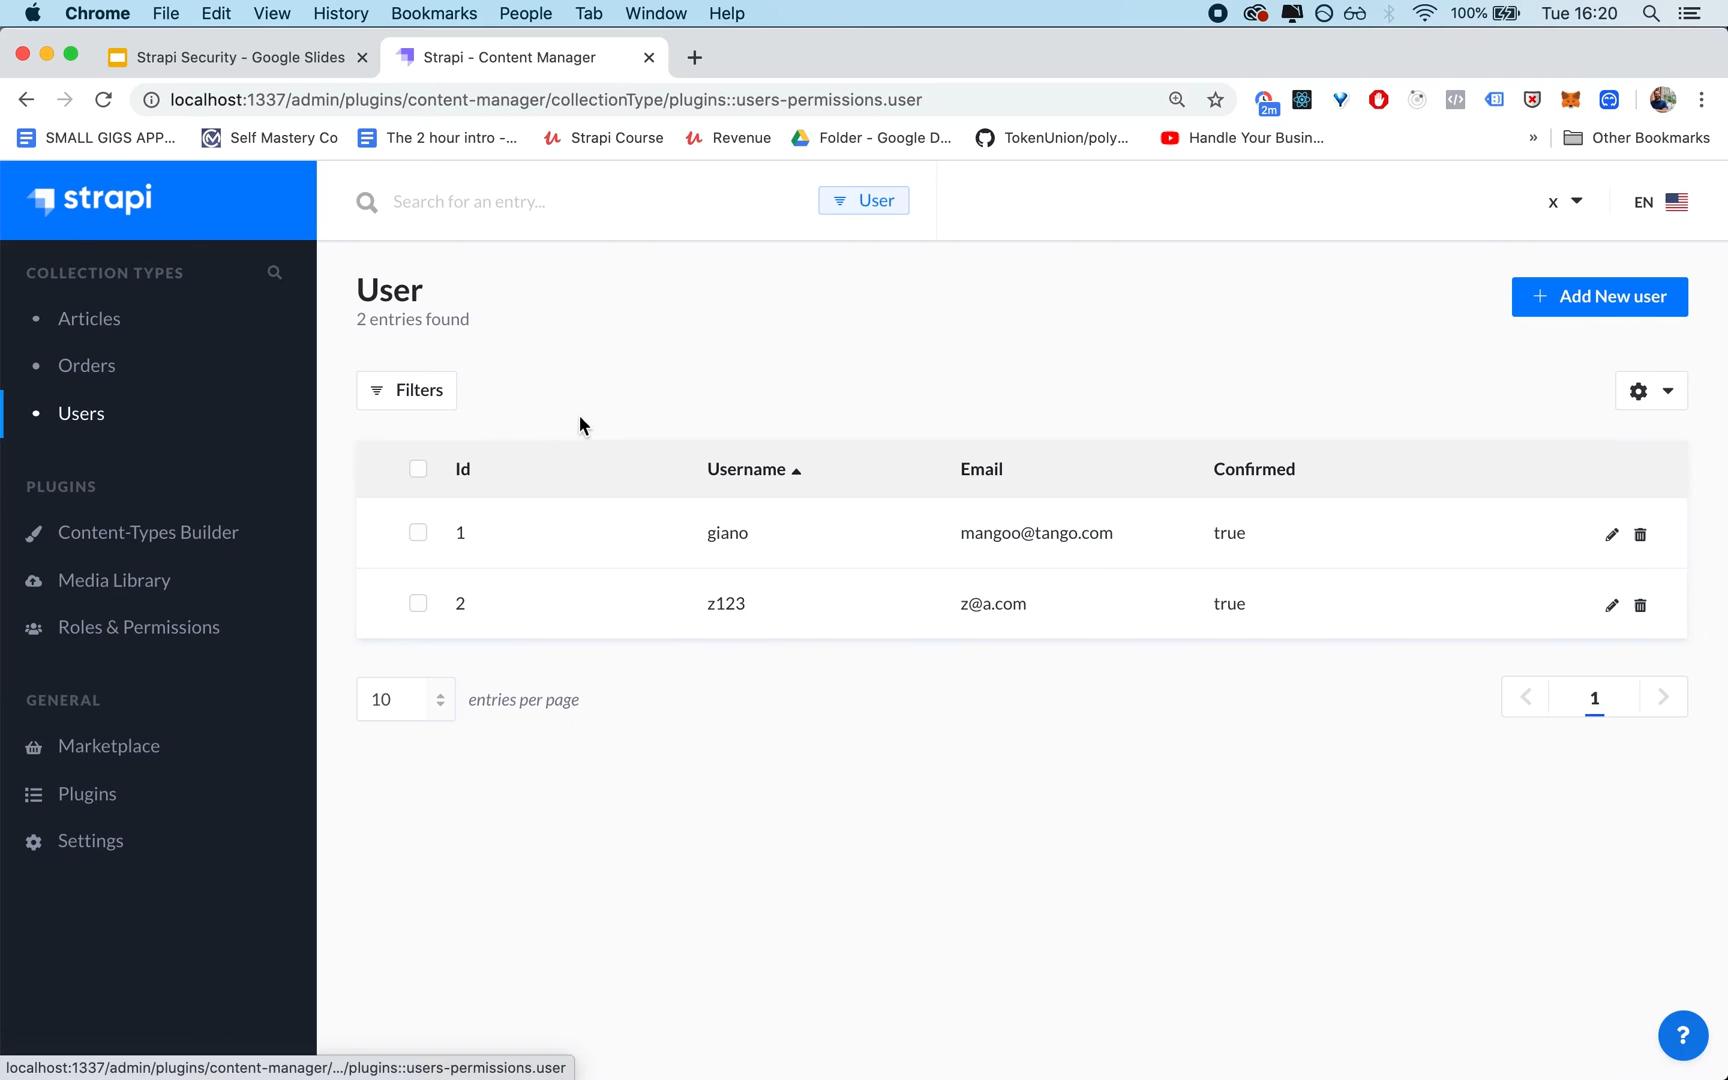 Chrome File Edit View History Bookmarks People Tab Window Help 100% Tue 16:20
Strapi Security - Google Slides Strapi - Content Manager
localhost:1337/admin/plugins/content-manager/collectionType/plugins::users-permissions.user 2m
SMALL GIGS APP... Self Mastery Co The 2 hour intro -... Strapi Course Revenue Folder - Google D... TokenUnion/poly... Handle Your Busin... » Other Bookmarks
strapi Search for an entry... User x EN
COLLECTION TYPES
Articles
Orders
Users
PLUGINS
Content-Types Builder
Media Library
Roles & Permissions
GENERAL
Marketplace
Plugins
Settings
User
2 entries found
+ Add New user
Filters
Id Username Email Confirmed
1 giano mangoo@tango.com true
2 z123 z@a.com true
10 entries per page 1
?
localhost:1337/admin/plugins/content-manager/.../plugins::users-permissions.user